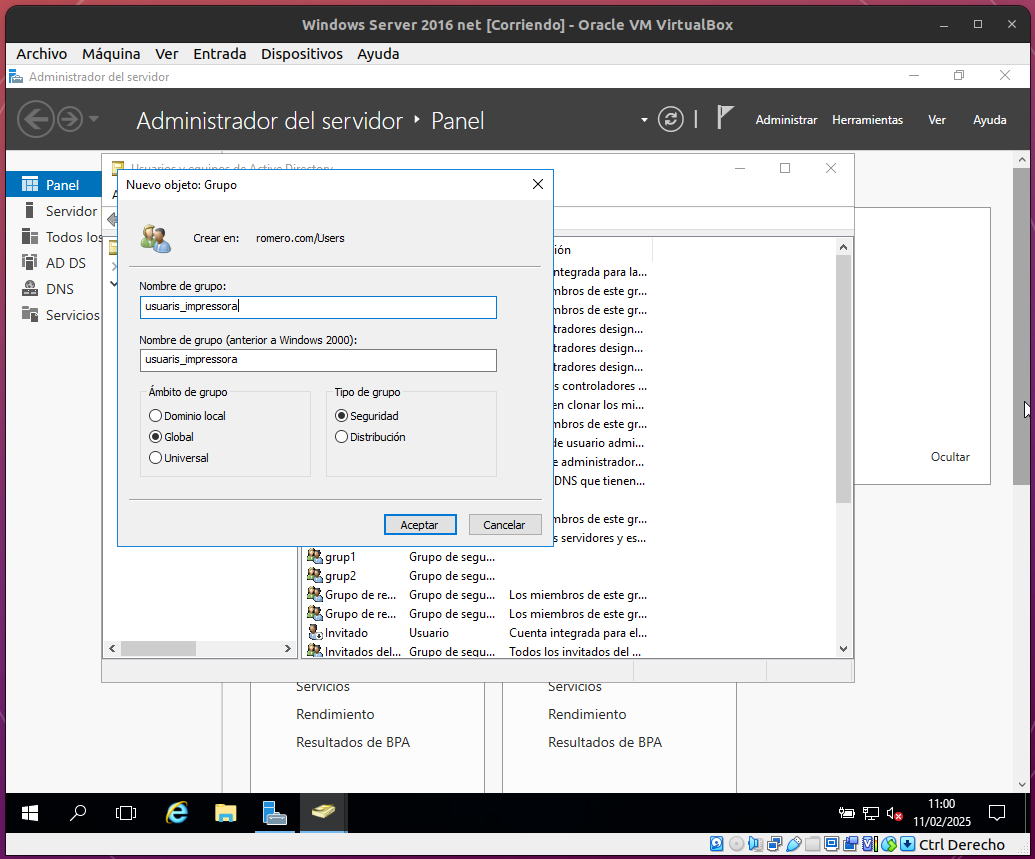 Windows Server 2016 net [Corriendo] - Oracle VM VirtualBox
Archivo Máquina Ver Entrada Dispositivos Ayuda
Administrador del servidor
Administrador del servidor Panel
Administrar Herramientas Ver Ayuda
Panel
Servidor
Todos los
AD DS
DNS
Servicios
Usuarios y equipos de Active Directory
Nuevo objeto: Grupo
Crear en: romero.com/Users
Nombre de grupo:
usuaris_impressora
Nombre de grupo (anterior a Windows 2000):
usuaris_impressora
Ámbito de grupo
Dominio local
Global
Universal
Tipo de grupo
Seguridad
Distribución
Aceptar Cancelar
ión
ntegrada para la...
mbros de este gr...
mbros de este gr...
tradores design...
tradores design...
tradores design...
s controladores ...
en clonar los mi...
mbros de este gr...
de usuario admi...
e administrador...
DNS que tienen...
mbros de este gr...
s servidores y es...
grup1 Grupo de segu...
grup2 Grupo de segu...
Grupo de re... Grupo de segu... Los miembros de este gr...
Grupo de re... Grupo de segu... Los miembros de este gr...
Invitado Usuario Cuenta integrada para el...
Invitados del... Grupo de segu... Todos los invitados del ...
Ocultar
Servicios Servicios
Rendimiento Rendimiento
Resultados de BPA Resultados de BPA
11:00
11/02/2025
Ctrl Derecho